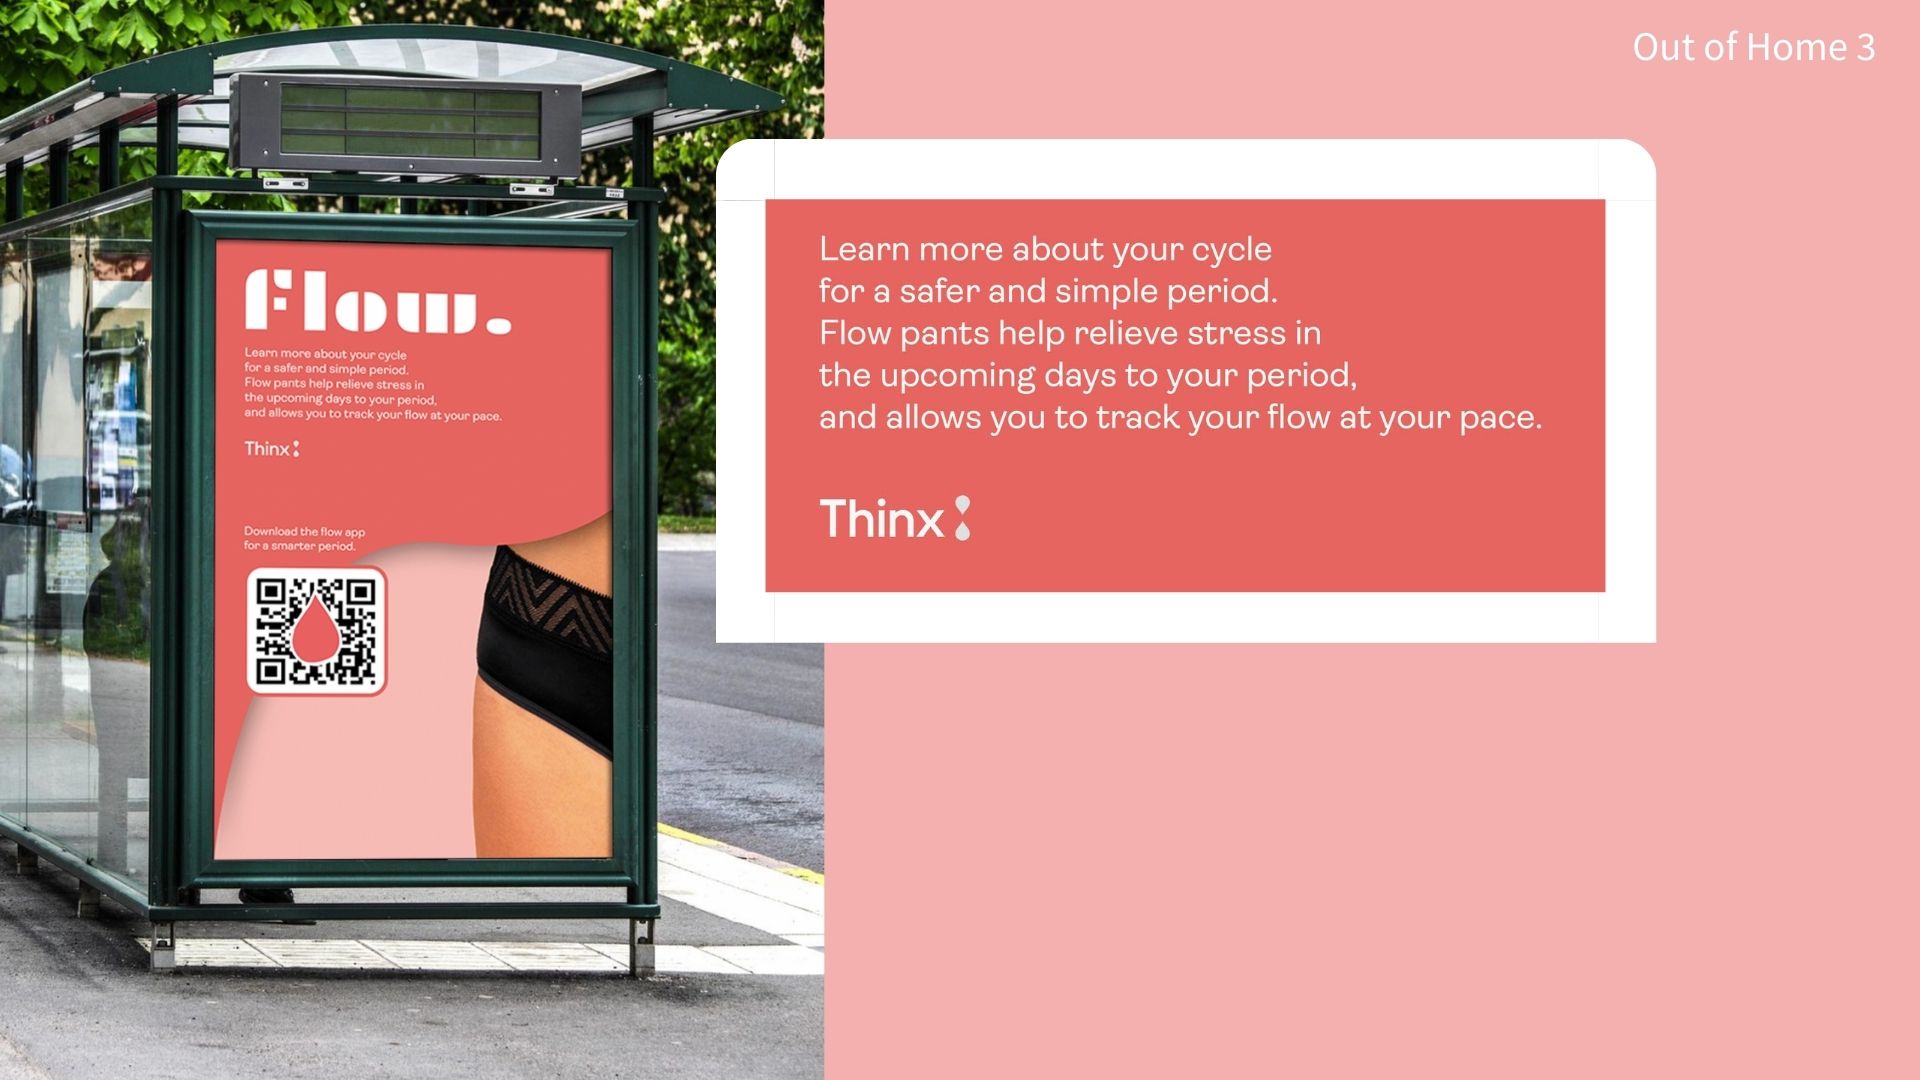 Out of Home 3
Flow.
Learn more about your cycle
for a safer and simple period.
Flow pants help relieve stress in
the upcoming days to your period,
and allows you to track your flow at your pace.
Thinx
Download the flow app
for a smarter period.
Learn more about your cycle
for a safer and simple period.
Flow pants help relieve stress in
the upcoming days to your period,
and allows you to track your flow at your pace.
Thinx